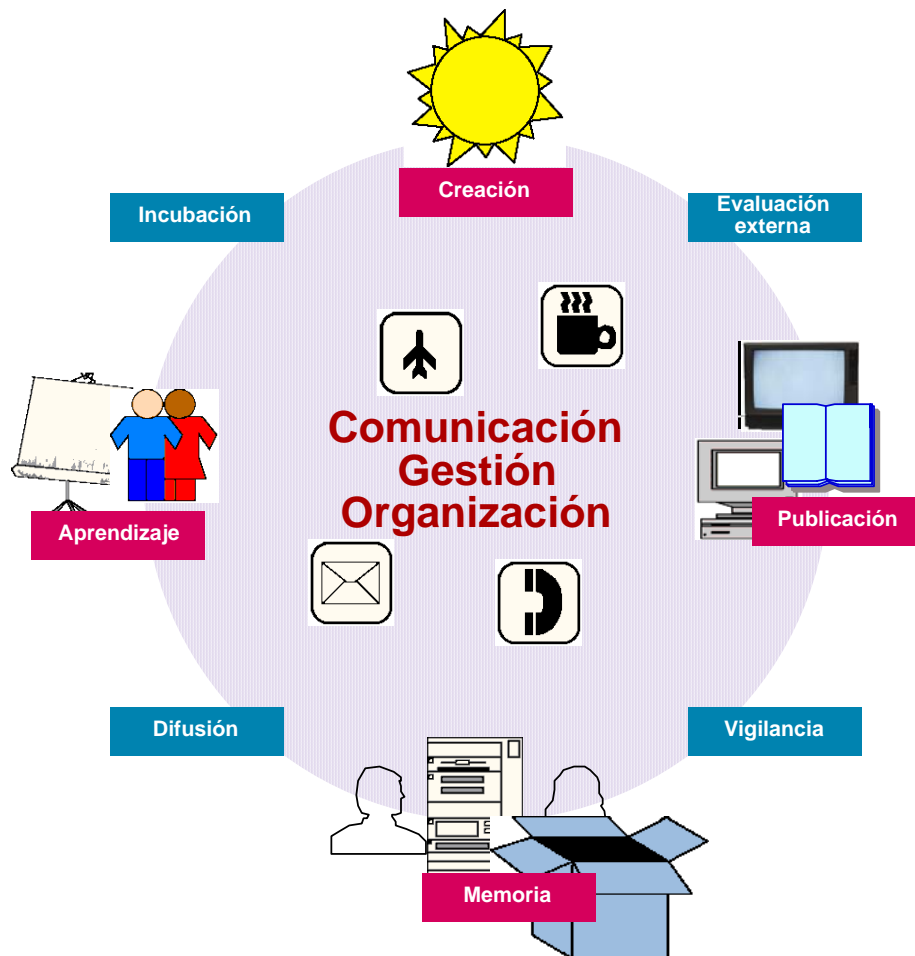 Creación
Incubación
Evaluación
externa
Comunicación
Gestión
Organización
Aprendizaje
Publicación
Difusión
Vigilancia
Memoria